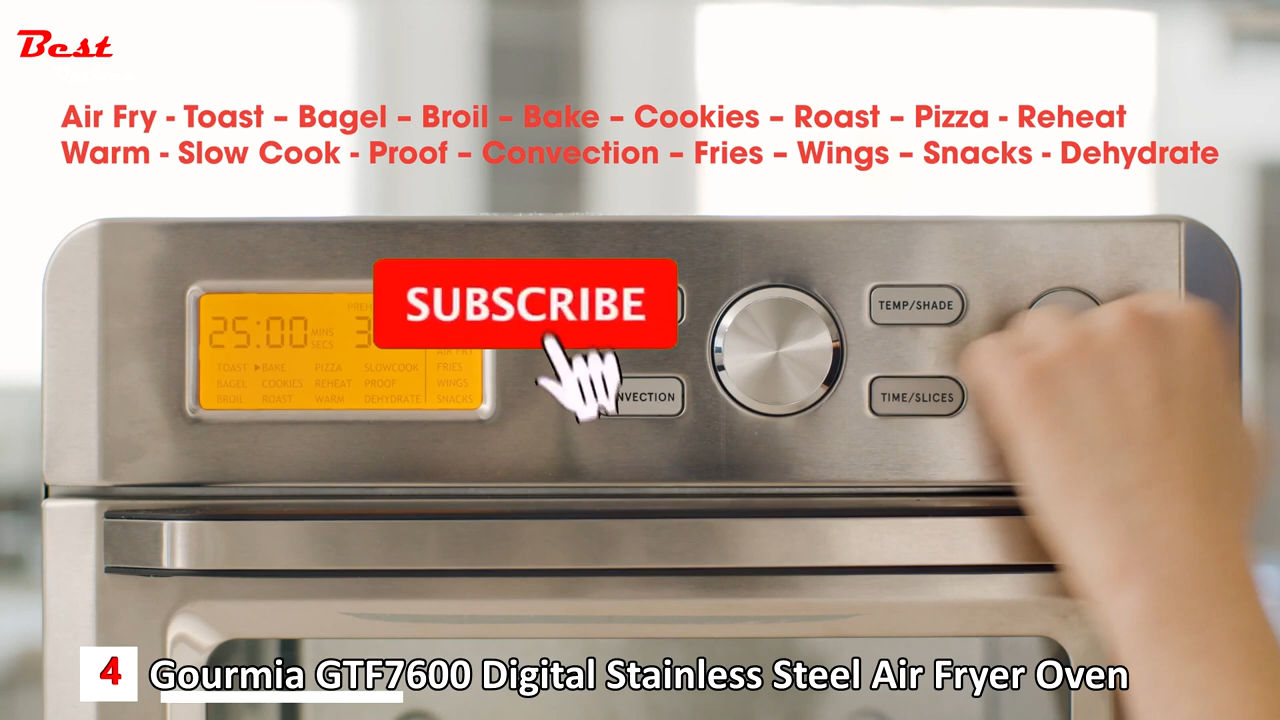 Best
Air Fry - Toast – Bagel – Broil – Bake – Cookies – Roast – Pizza - Reheat
Warm - Slow Cook - Proof – Convection – Fries – Wings – Snacks - Dehydrate
SUBSCRIBE
25:00 MINS SECS
TEMP/SHADE
AIR FRY
TOAST ▶BAKE PIZZA SLOWCOOK FRIES
BAGEL COOKIES REHEAT PROOF WINGS
BROIL ROAST WARM DEHYDRATE SNACKS
TIME/SLICES
4 Gourmia GTF7600 Digital Stainless Steel Air Fryer Oven